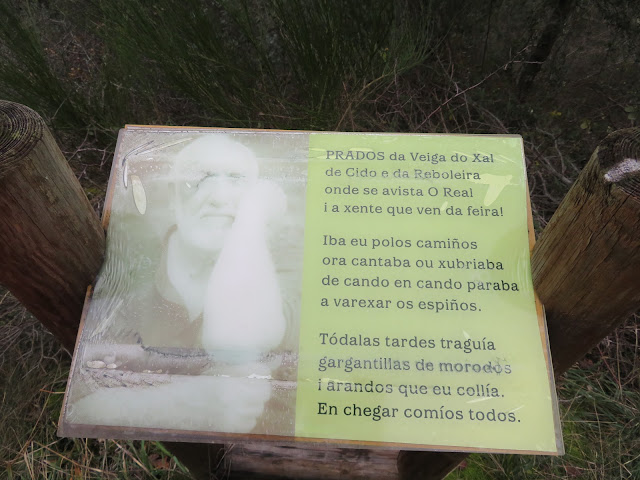 PRADOS da Veiga do Xal
de Cido e da Reboleira
onde se avista O Real
i a xente que ven da feira!
Iba eu polos camiños
ora cantaba ou xubriaba
de cando en cando paraba
a varexar os espiños.
Tódalas tardes traguía
gargantillas de morodos
i arandos que eu collía.
En chegar comíos todos.